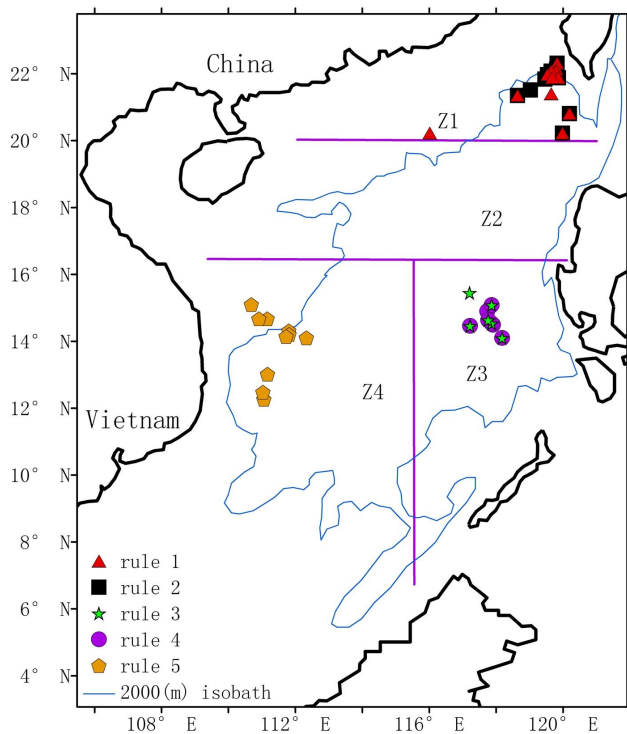 China
22° N
Z1
20° N
18° N
Z2
16° N
14° N
Z3
Z4
12° N
Vietnam
10° N
8° N
6° N
4° N
rule 1
rule 2
rule 3
rule 4
rule 5
2000(m) isobath
108° E 112° E 116° E 120° E